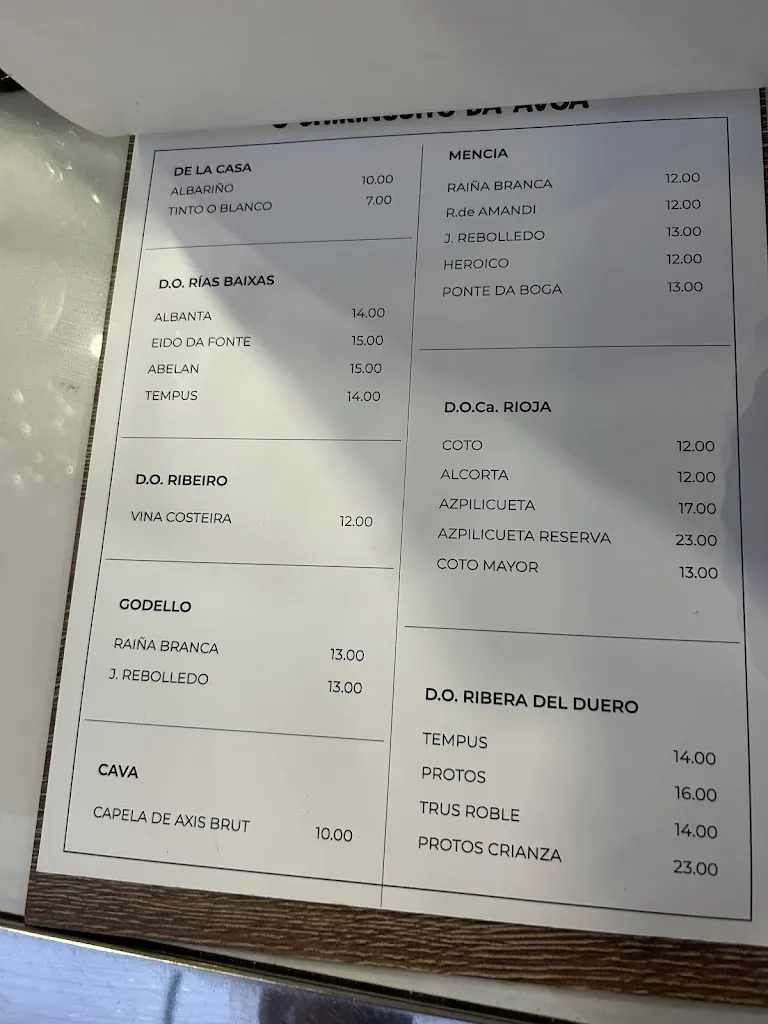 O CHIRINGUITO DA AVOA
DE LA CASA
ALBARIÑO 10.00
TINTO O BLANCO 7.00
D.O. RÍAS BAIXAS
ALBANTA 14.00
EIDO DA FONTE 15.00
ABELAN 15.00
TEMPUS 14.00
D.O. RIBEIRO
VINA COSTEIRA 12.00
GODELLO
RAIÑA BRANCA 13.00
J. REBOLLEDO 13.00
CAVA
CAPELA DE AXIS BRUT 10.00
MENCIA
RAIÑA BRANCA 12.00
R.de AMANDI 12.00
J. REBOLLEDO 13.00
HEROICO 12.00
PONTE DA BOGA 13.00
D.O.Ca. RIOJA
COTO 12.00
ALCORTA 12.00
AZPILICUETA 17.00
AZPILICUETA RESERVA 23.00
COTO MAYOR 13.00
D.O. RIBERA DEL DUERO
TEMPUS 14.00
PROTOS 16.00
TRUS ROBLE 14.00
PROTOS CRIANZA 23.00